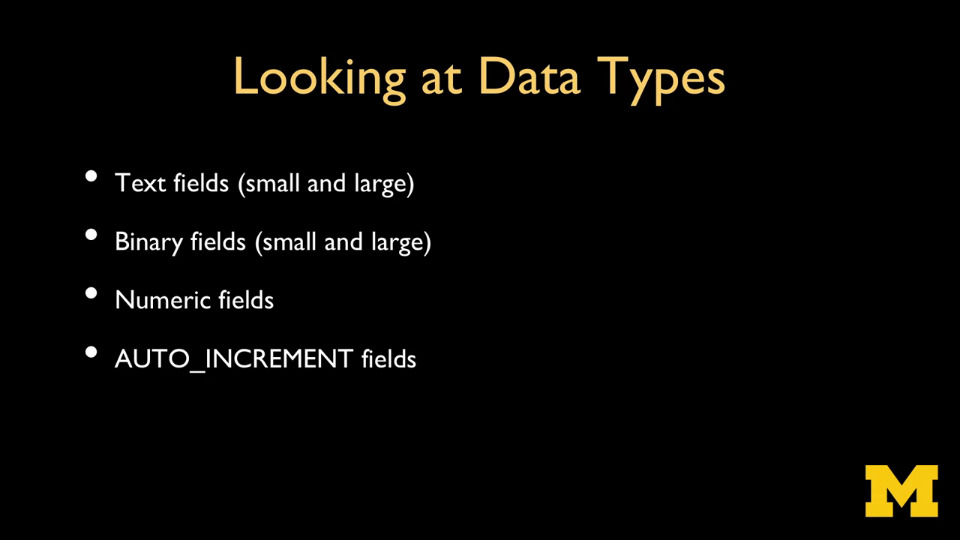 Looking at Data Types
• Text fields (small and large)
• Binary fields (small and large)
• Numeric fields
• AUTO_INCREMENT fields
M